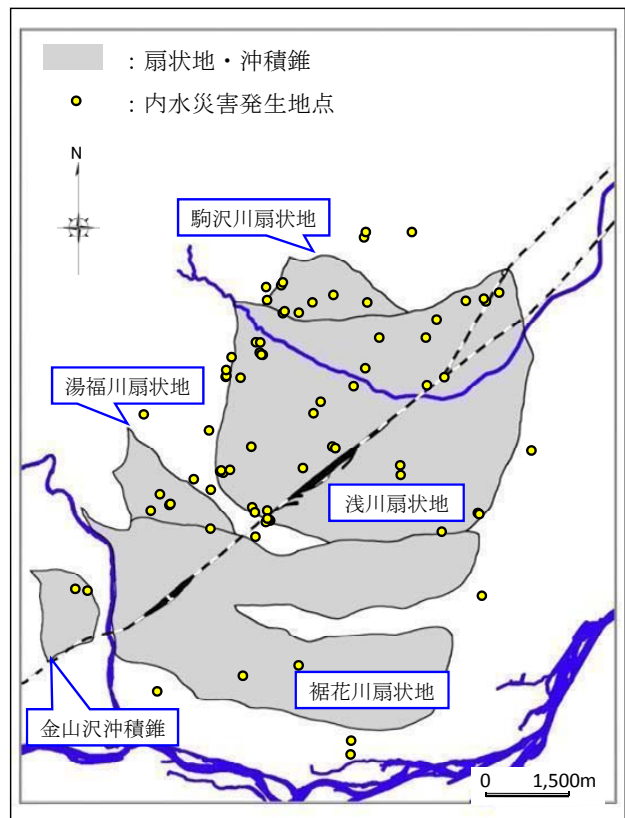 ：扇状地・沖積錐
：内水災害発生地点
N
駒沢川扇状地
湯福川扇状地
浅川扇状地
裾花川扇状地
金山沢沖積錐
0 1,500m